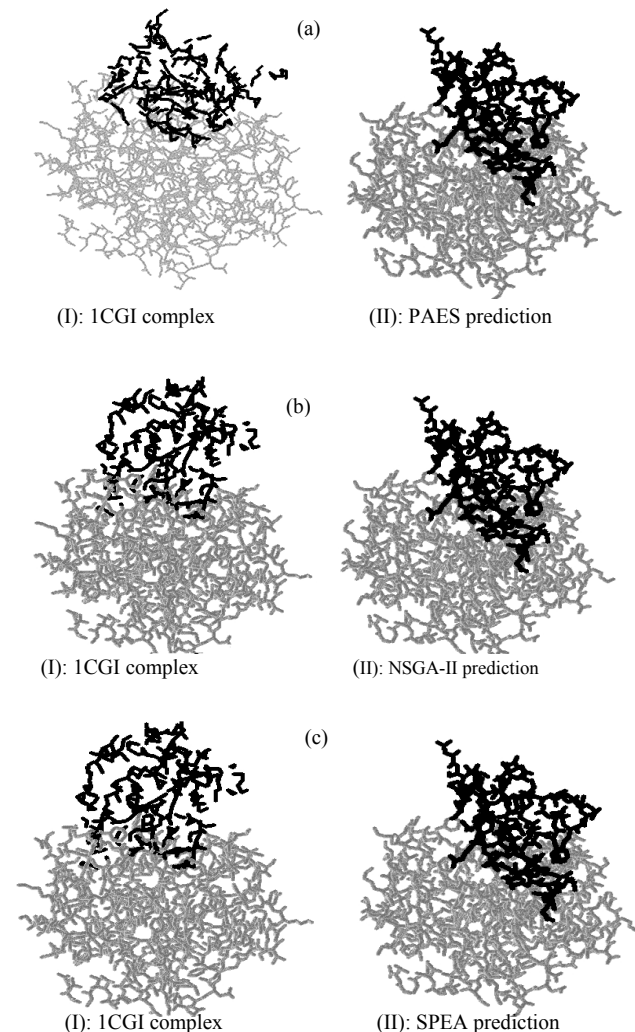 (a)
(I): 1CGI complex
(II): PAES prediction
(b)
(I): 1CGI complex
(II): NSGA-II prediction
(c)
(I): 1CGI complex
(II): SPEA prediction